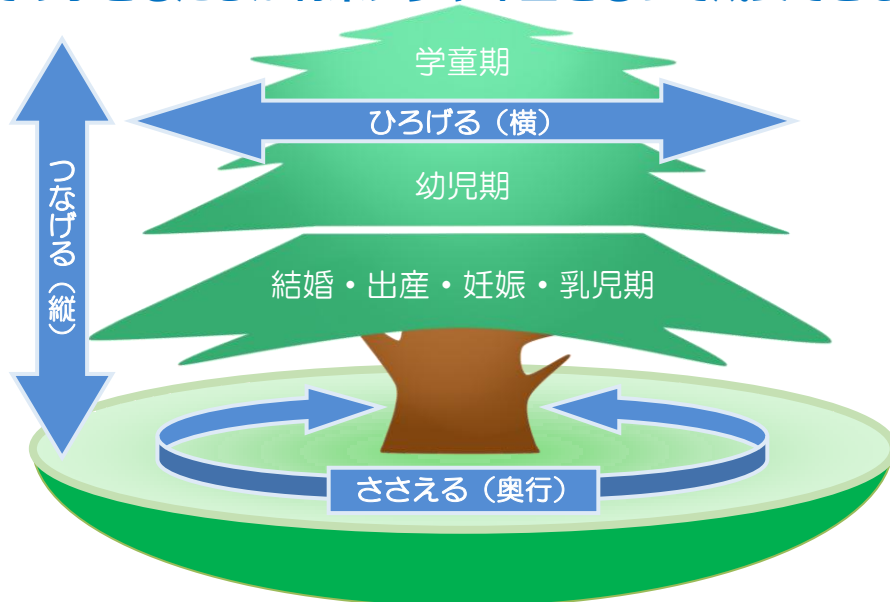 学童期
ひろげる（横）
つなげる（縦）
幼児期
結婚・出産・妊娠・乳児期
ささえる（奥行）